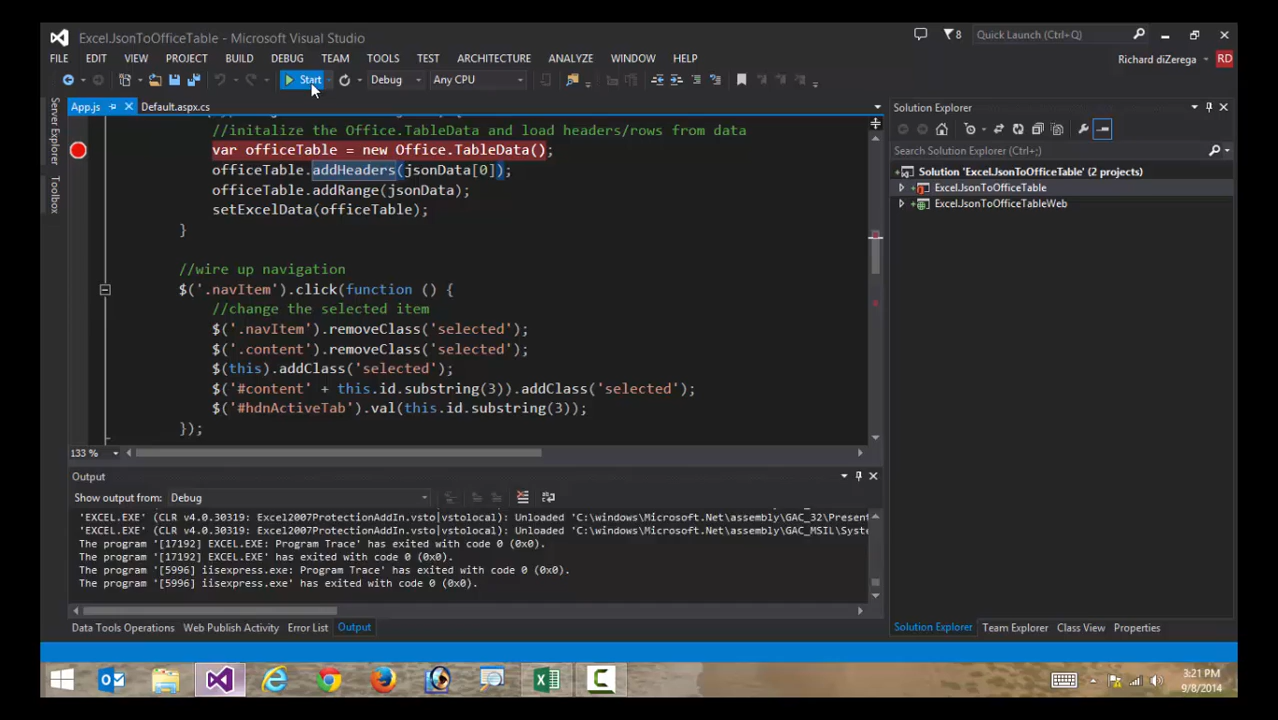 ExcelJsonToOfficeTable - Microsoft Visual Studio
8
Quick Launch (Ctrl+Q)
FILE EDIT VIEW PROJECT BUILD DEBUG TEAM TOOLS TEST ARCHITECTURE ANALYZE WINDOW HELP
Richard diZerega RD
Start Debug Any CPU
Server Explorer
Toolbox
App.js Default.aspx.cs
//initalize the Office.TableData and load headers/rows from data
var officeTable = new Office.TableData();
officeTable.addHeaders(jsonData[0]);
officeTable.addRange(jsonData);
setExcelData(officeTable);
}
//wire up navigation
$('.navItem').click(function () {
//change the selected item
$('.navItem').removeClass('selected');
$('.content').removeClass('selected');
$(this).addClass('selected');
$('#content' + this.id.substring(3)).addClass('selected');
$('#hdnActiveTab').val(this.id.substring(3));
});
133 %
Solution Explorer
Search Solution Explorer (Ctrl+;)
Solution 'ExcelJsonToOfficeTable' (2 projects)
ExcelJsonToOfficeTable
ExcelJsonToOfficeTableWeb
Output
Show output from: Debug
'EXCEL.EXE' (CLR v4.0.30319: Excel2007ProtectionAddIn.vsto|vstolocal): Unloaded 'C:\windows\Microsoft.Net\assembly\GAC_32\Present
'EXCEL.EXE' (CLR v4.0.30319: Excel2007ProtectionAddIn.vsto|vstolocal): Unloaded 'C:\windows\Microsoft.Net\assembly\GAC_MSIL\Syste
The program '[17192] EXCEL.EXE: Program Trace' has exited with code 0 (0x0).
The program '[17192] EXCEL.EXE' has exited with code 0 (0x0).
The program '[5996] iisexpress.exe: Program Trace' has exited with code 0 (0x0).
The program '[5996] iisexpress.exe' has exited with code 0 (0x0).
Data Tools Operations Web Publish Activity Error List Output
Solution Explorer Team Explorer Class View Properties
3:21 PM
9/8/2014